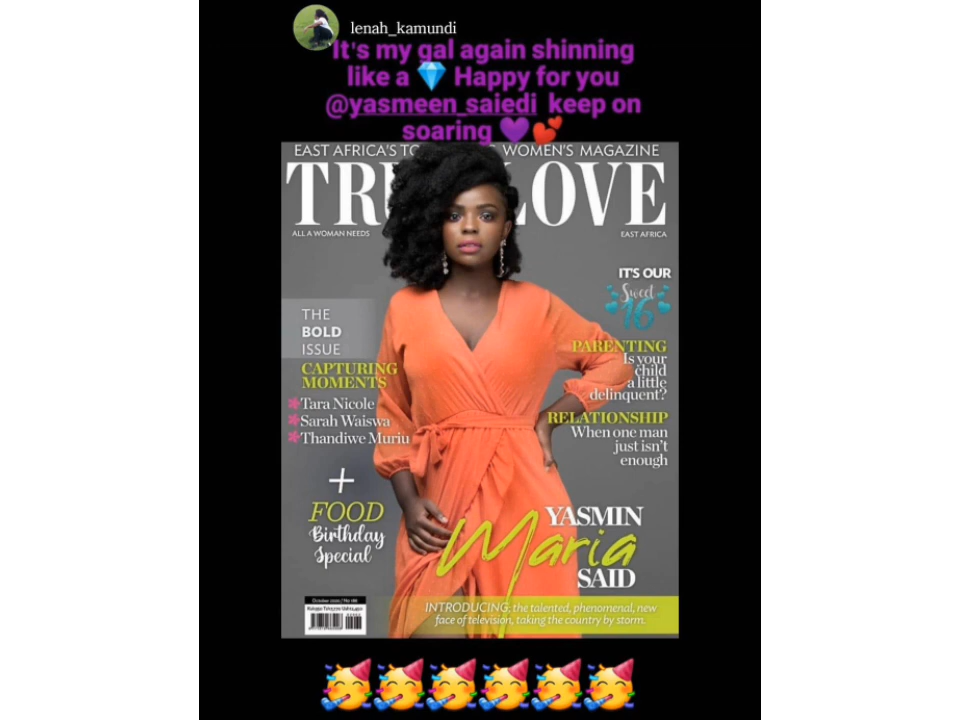 lenah_kamundi
It's my gal again shinning
like a 💎 Happy for you
@yasmeen_saiedi keep on
soaring 💜💕
EAST AFRICA'S WOMEN'S MAGAZINE
TR LOVE
ALL A WOMAN NEEDS
EAST AFRICA
IT'S OUR
Sweet
16
THE
BOLD
ISSUE
CAPTURING
MOMENTS
Tara Nicole
Sarah Waiswa
Thandiwe Muriu
+
FOOD
Birthday
Special
PARENTING
Is your
child
a little
delinquent?
RELATIONSHIP
When one man
just isn't
enough
YASMIN
Maria
SAID
INTRODUCING; the talented, phenomenal, new
face of television, taking the country by storm.